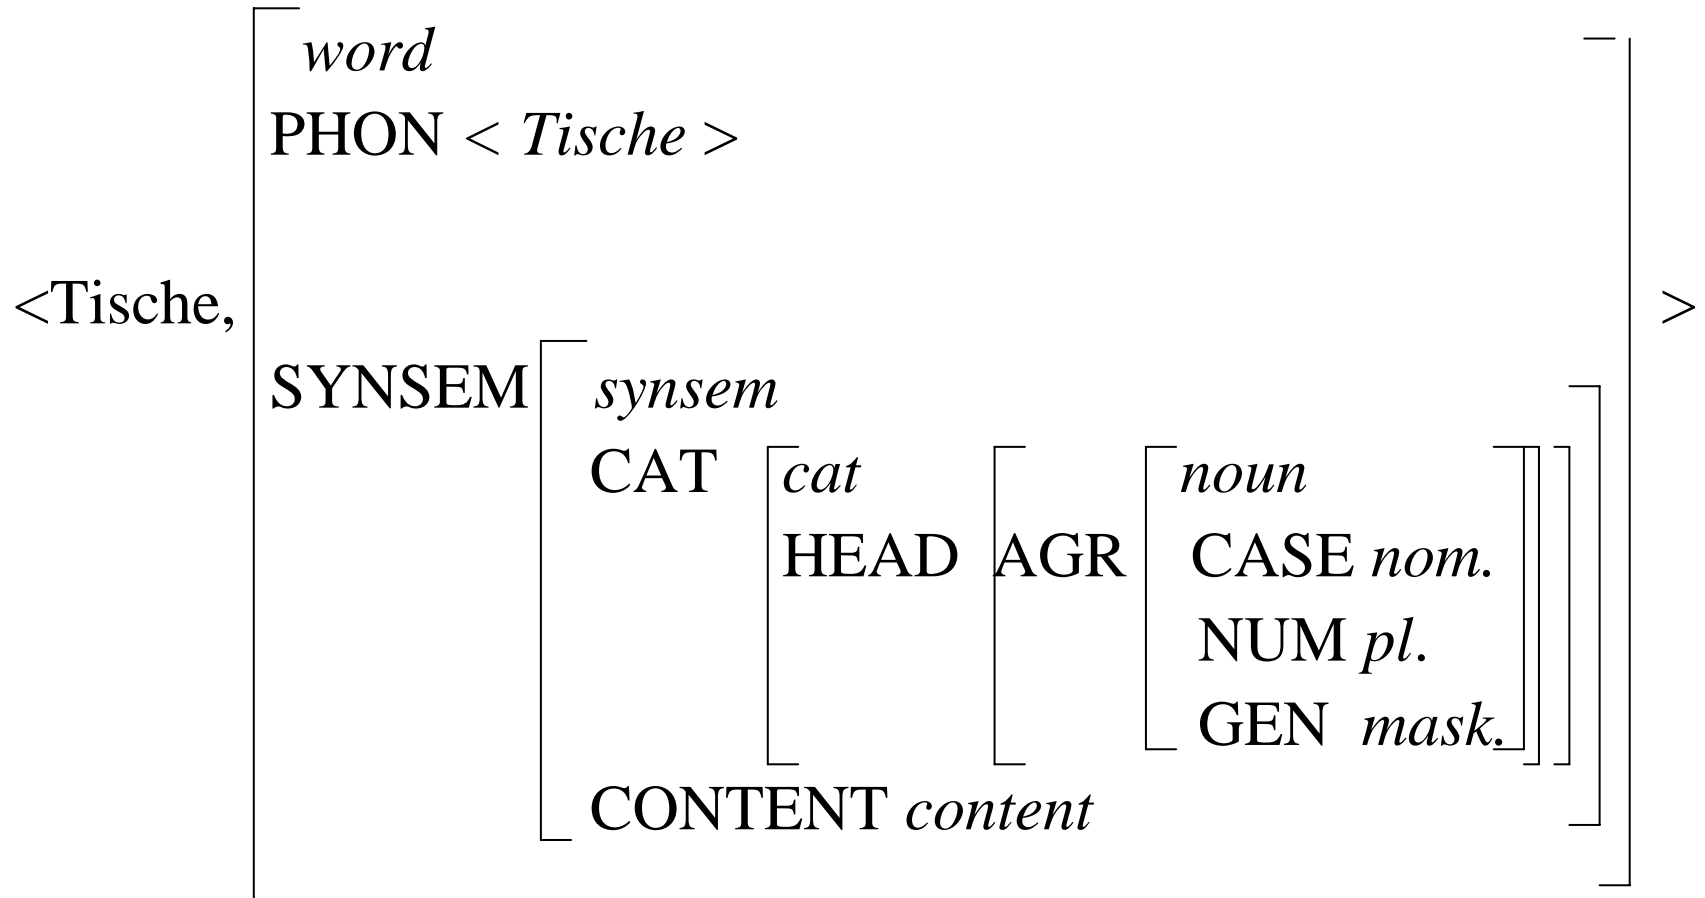 word
PHON < Tische >
<Tische, >
SYNSEM synsem
CAT cat noun
HEAD AGR CASE nom.
NUM pl.
GEN mask.
CONTENT content